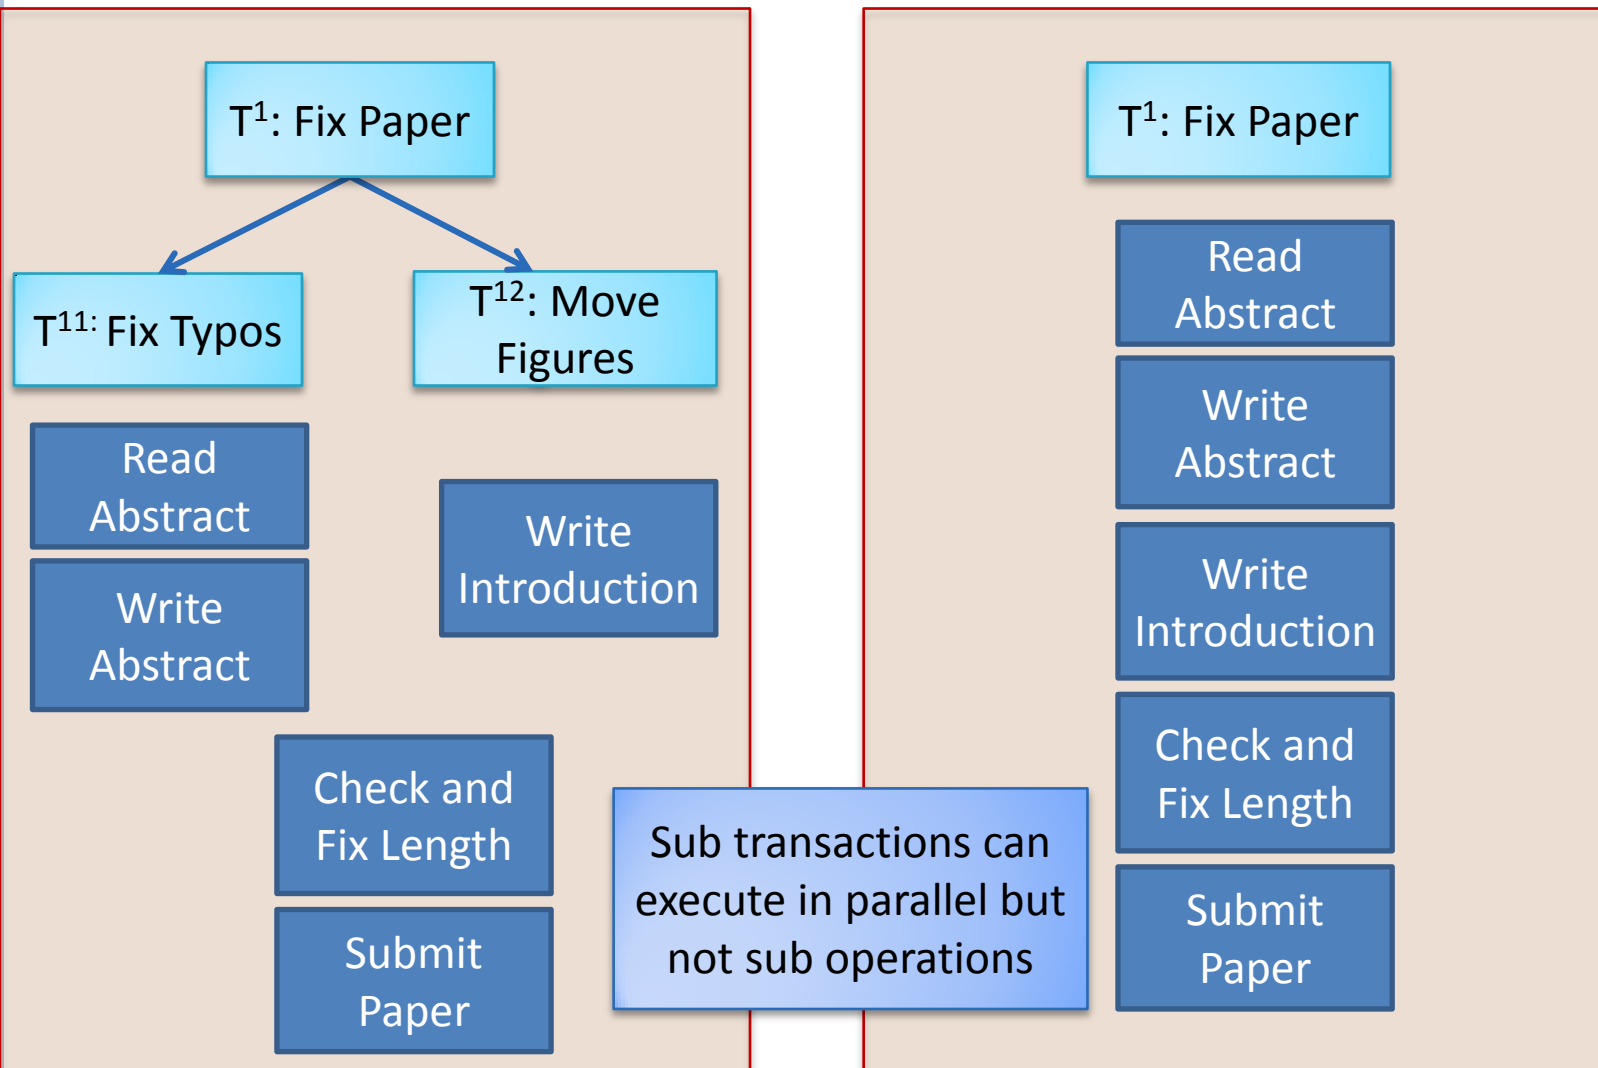 T¹: Fix Paper
T¹¹: Fix Typos
T¹²: Move
Figures
Read
Abstract
Write
Abstract
Write
Introduction
Check and
Fix Length
Submit
Paper
Sub transactions can
execute in parallel but
not sub operations
T¹: Fix Paper
Read
Abstract
Write
Abstract
Write
Introduction
Check and
Fix Length
Submit
Paper